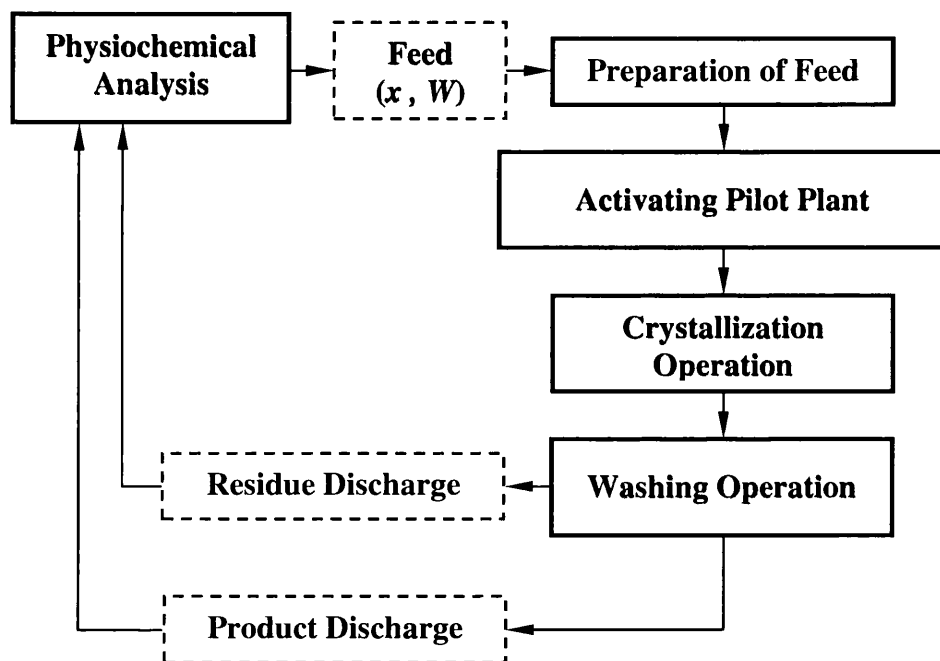 Physiochemical
Analysis
Feed
(x , W)
Preparation of Feed
Activating Pilot Plant
Crystallization
Operation
Washing Operation
Residue Discharge
Product Discharge